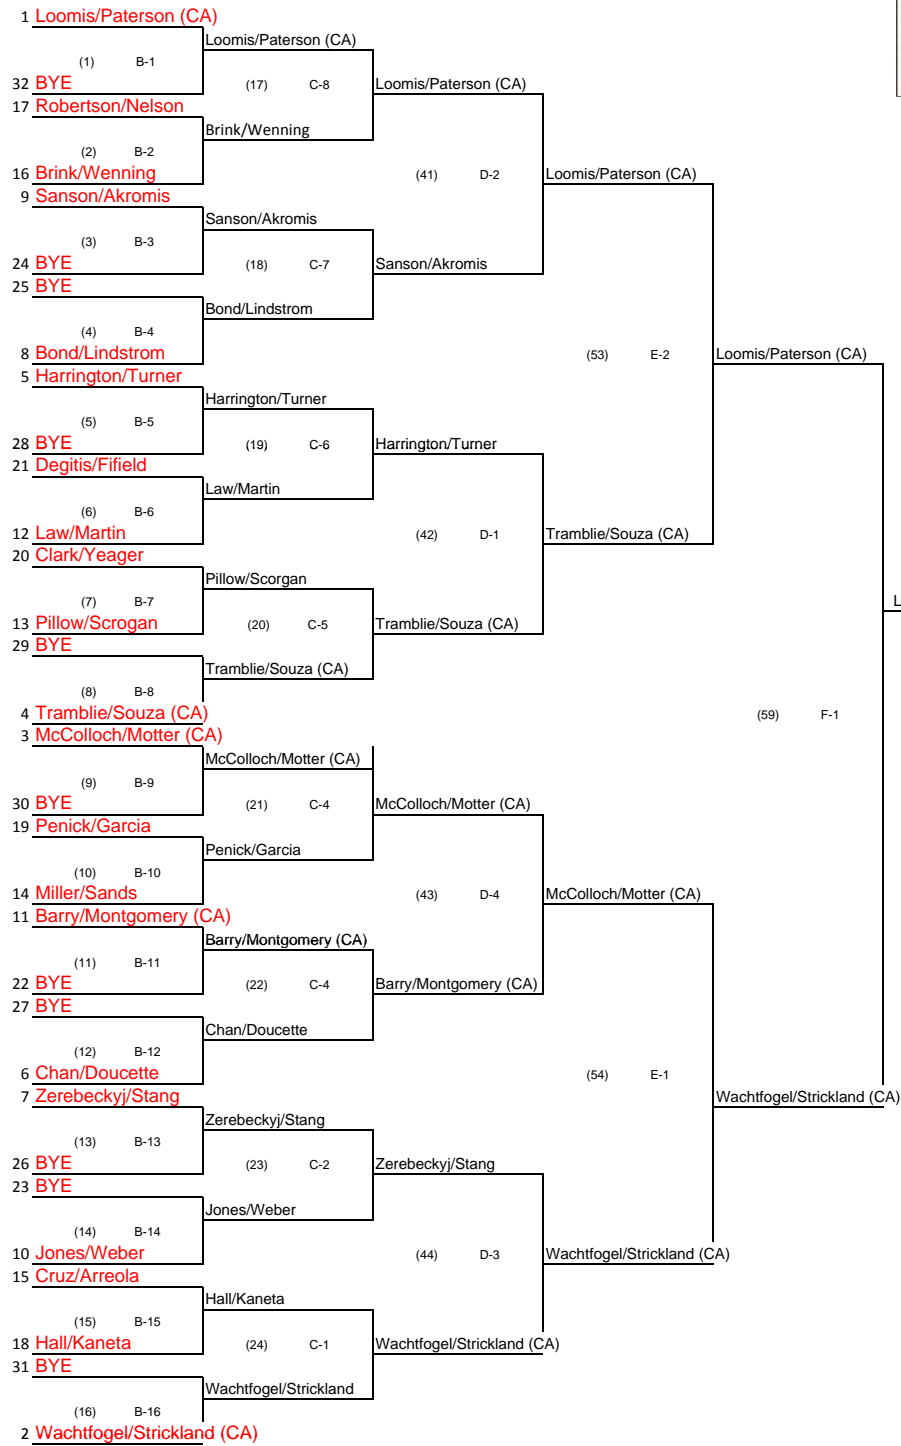 1 Loomis/Paterson (CA)
Loomis/Paterson (CA)
(1) B-1
32 BYE
(17) C-8
Loomis/Paterson (CA)
17 Robertson/Nelson
Brink/Wenning
(2) B-2
16 Brink/Wenning
(41) D-2
Loomis/Paterson (CA)
9 Sanson/Akromis
Sanson/Akromis
(3) B-3
24 BYE
(18) C-7
Sanson/Akromis
25 BYE
Bond/Lindstrom
(4) B-4
8 Bond/Lindstrom
(53) E-2
Loomis/Paterson (CA)
5 Harrington/Turner
Harrington/Turner
(5) B-5
28 BYE
(19) C-6
Harrington/Turner
21 Degitis/Fifield
Law/Martin
(6) B-6
12 Law/Martin
(42) D-1
Tramblie/Souza (CA)
20 Clark/Yeager
Pillow/Scorgan
(7) B-7
L
13 Pillow/Scrogan
(20) C-5
Tramblie/Souza (CA)
29 BYE
Tramblie/Souza (CA)
(8) B-8
4 Tramblie/Souza (CA)
(59) F-1
3 McColloch/Motter (CA)
McColloch/Motter (CA)
(9) B-9
30 BYE
(21) C-4
McColloch/Motter (CA)
19 Penick/Garcia
Penick/Garcia
(10) B-10
14 Miller/Sands
(43) D-4
McColloch/Motter (CA)
11 Barry/Montgomery (CA)
Barry/Montgomery (CA)
(11) B-11
22 BYE
(22) C-4
Barry/Montgomery (CA)
27 BYE
Chan/Doucette
(12) B-12
6 Chan/Doucette
(54) E-1
7 Zerebeckyj/Stang
Wachtfogel/Strickland (CA)
Zerebeckyj/Stang
(13) B-13
26 BYE
(23) C-2
Zerebeckyj/Stang
23 BYE
Jones/Weber
(14) B-14
10 Jones/Weber
(44) D-3
Wachtfogel/Strickland (CA)
15 Cruz/Arreola
Hall/Kaneta
(15) B-15
18 Hall/Kaneta
(24) C-1
Wachtfogel/Strickland (CA)
31 BYE
Wachtfogel/Strickland
(16) B-16
2 Wachtfogel/Strickland (CA)